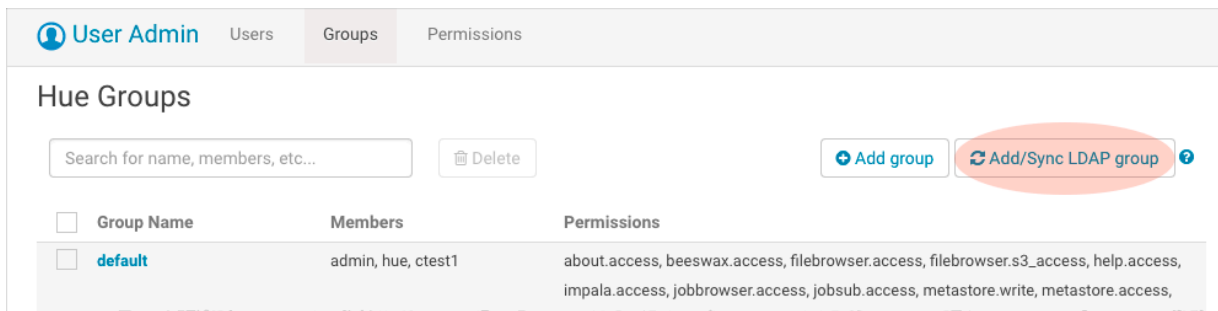 User Admin Users Groups Permissions
Hue Groups
Search for name, members, etc... Delete Add group Add/Sync LDAP group ?
Group Name Members Permissions
default admin, hue, ctest1 about.access, beeswax.access, filebrowser.access, filebrowser.s3_access, help.access,
impala.access, jobbrowser.access, jobsub.access, metastore.write, metastore.access,